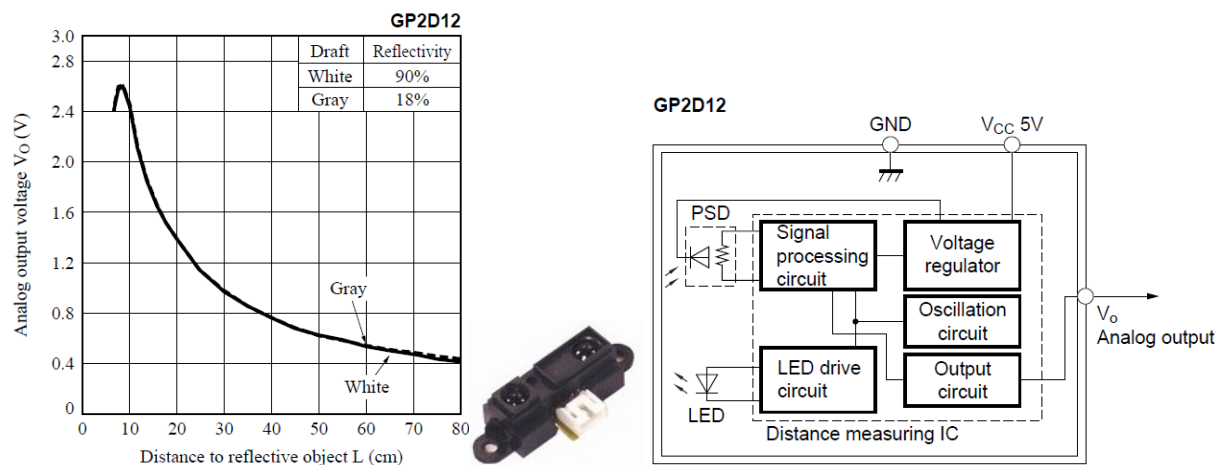 GP2D12
3.0
2.8
2.4
2.0
1.6
1.2
0.8
0.4
0
Analog output voltage VO (V)
Draft Reflectivity
White 90%
Gray 18%
Gray
White
0 10 20 30 40 50 60 70 80
Distance to reflective object L (cm)
GP2D12
GND
VCC 5V
PSD
Signal
processing
circuit
Voltage
regulator
Oscillation
circuit
LED drive
circuit
Output
circuit
LED
Distance measuring IC
Vo
Analog output